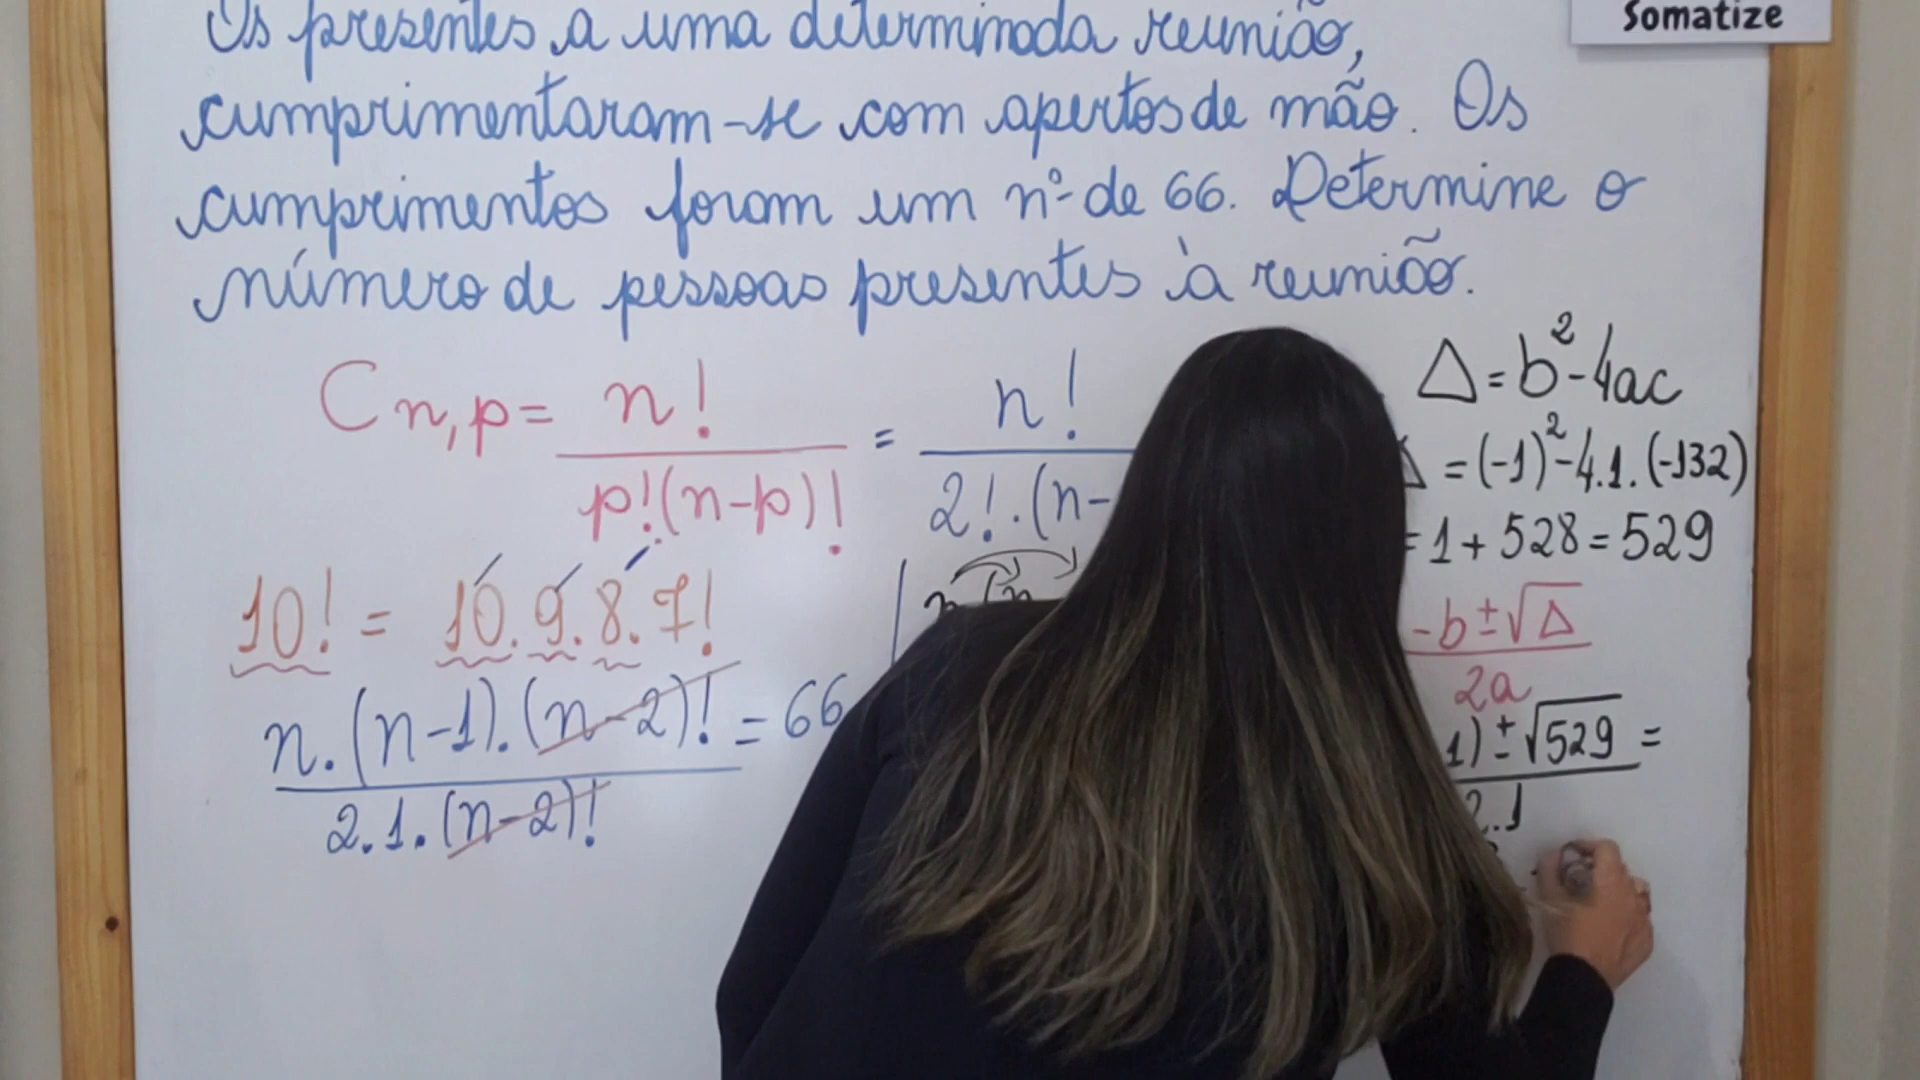 Somatize
Os presentes a uma determinada reunião,
cumprimentaram-se com apertos de mão. Os
cumprimentos foram um nº de 66. Determine o
número de pessoas presentes à reunião.
C n,p = n! / p!(n-p)! = n! / 2!.(n-
10! = 10.9.8.7!
n.(n-1).(n-2)! / 2.1.(n-2)! = 66
Δ = b² - 4ac
= (-1)² - 4.1.(-132)
= 1 + 528 = 529
-b ± √Δ / 2a
1) ± √529 / 2.1 =